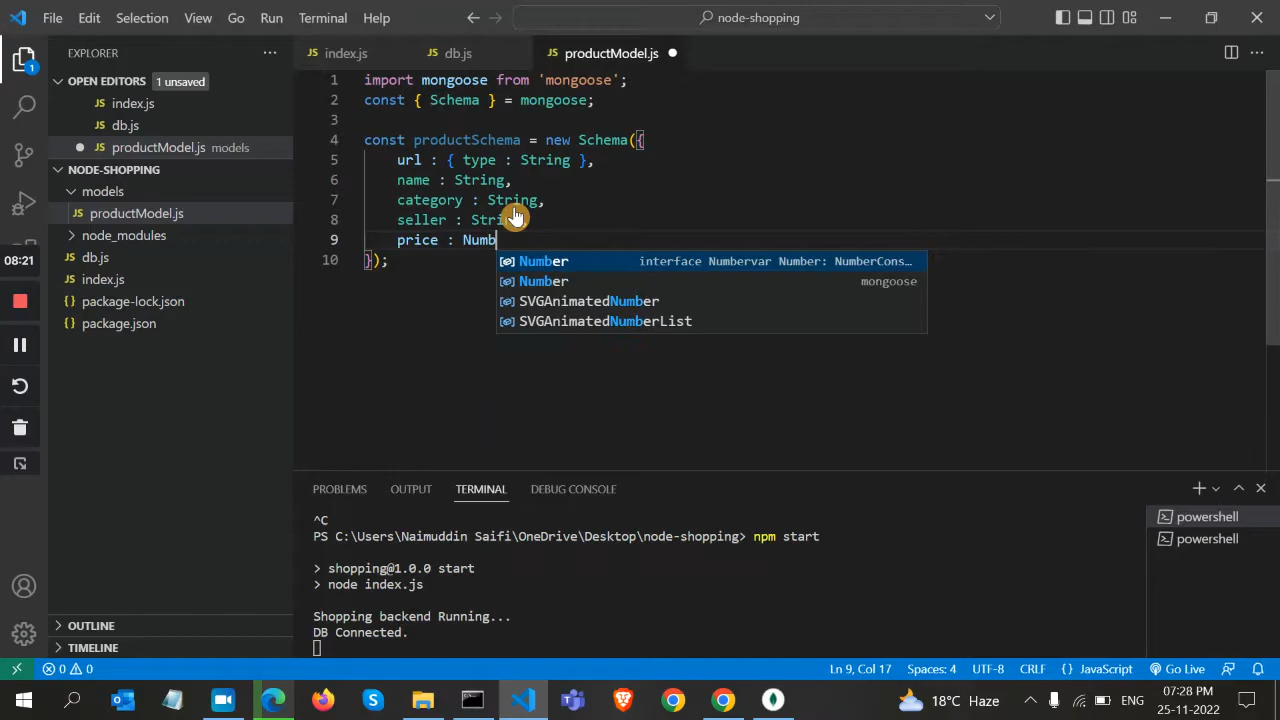 File Edit Selection View Go Run Terminal Help
node-shopping
EXPLORER
index.js
db.js
productModel.js
OPEN EDITORS 1 unsaved
index.js
db.js
productModel.js models
NODE-SHOPPING
models
productModel.js
node_modules
db.js
index.js
package-lock.json
package.json
OUTLINE
TIMELINE
1
08:21
1 import mongoose from 'mongoose';
2 const { Schema } = mongoose;
3
4 const productSchema = new Schema({
5 url : { type : String },
6 name : String,
7 category : String,
8 seller : Stri
9 price : Numb
10 });
Number interface Numbervar Number: NumberCons…
Number mongoose
SVGAnimatedNumber
SVGAnimatedNumberList
PROBLEMS OUTPUT TERMINAL DEBUG CONSOLE
^C
PS C:\Users\Naimuddin Saifi\OneDrive\Desktop\node-shopping> npm start
> shopping@1.0.0 start
> node index.js
Shopping backend Running...
DB Connected.
powershell
powershell
0 0
Ln 9, Col 17 Spaces: 4 UTF-8 CRLF {} JavaScript Go Live
18°C Haze
ENG
7:28 PM
25-11-2022